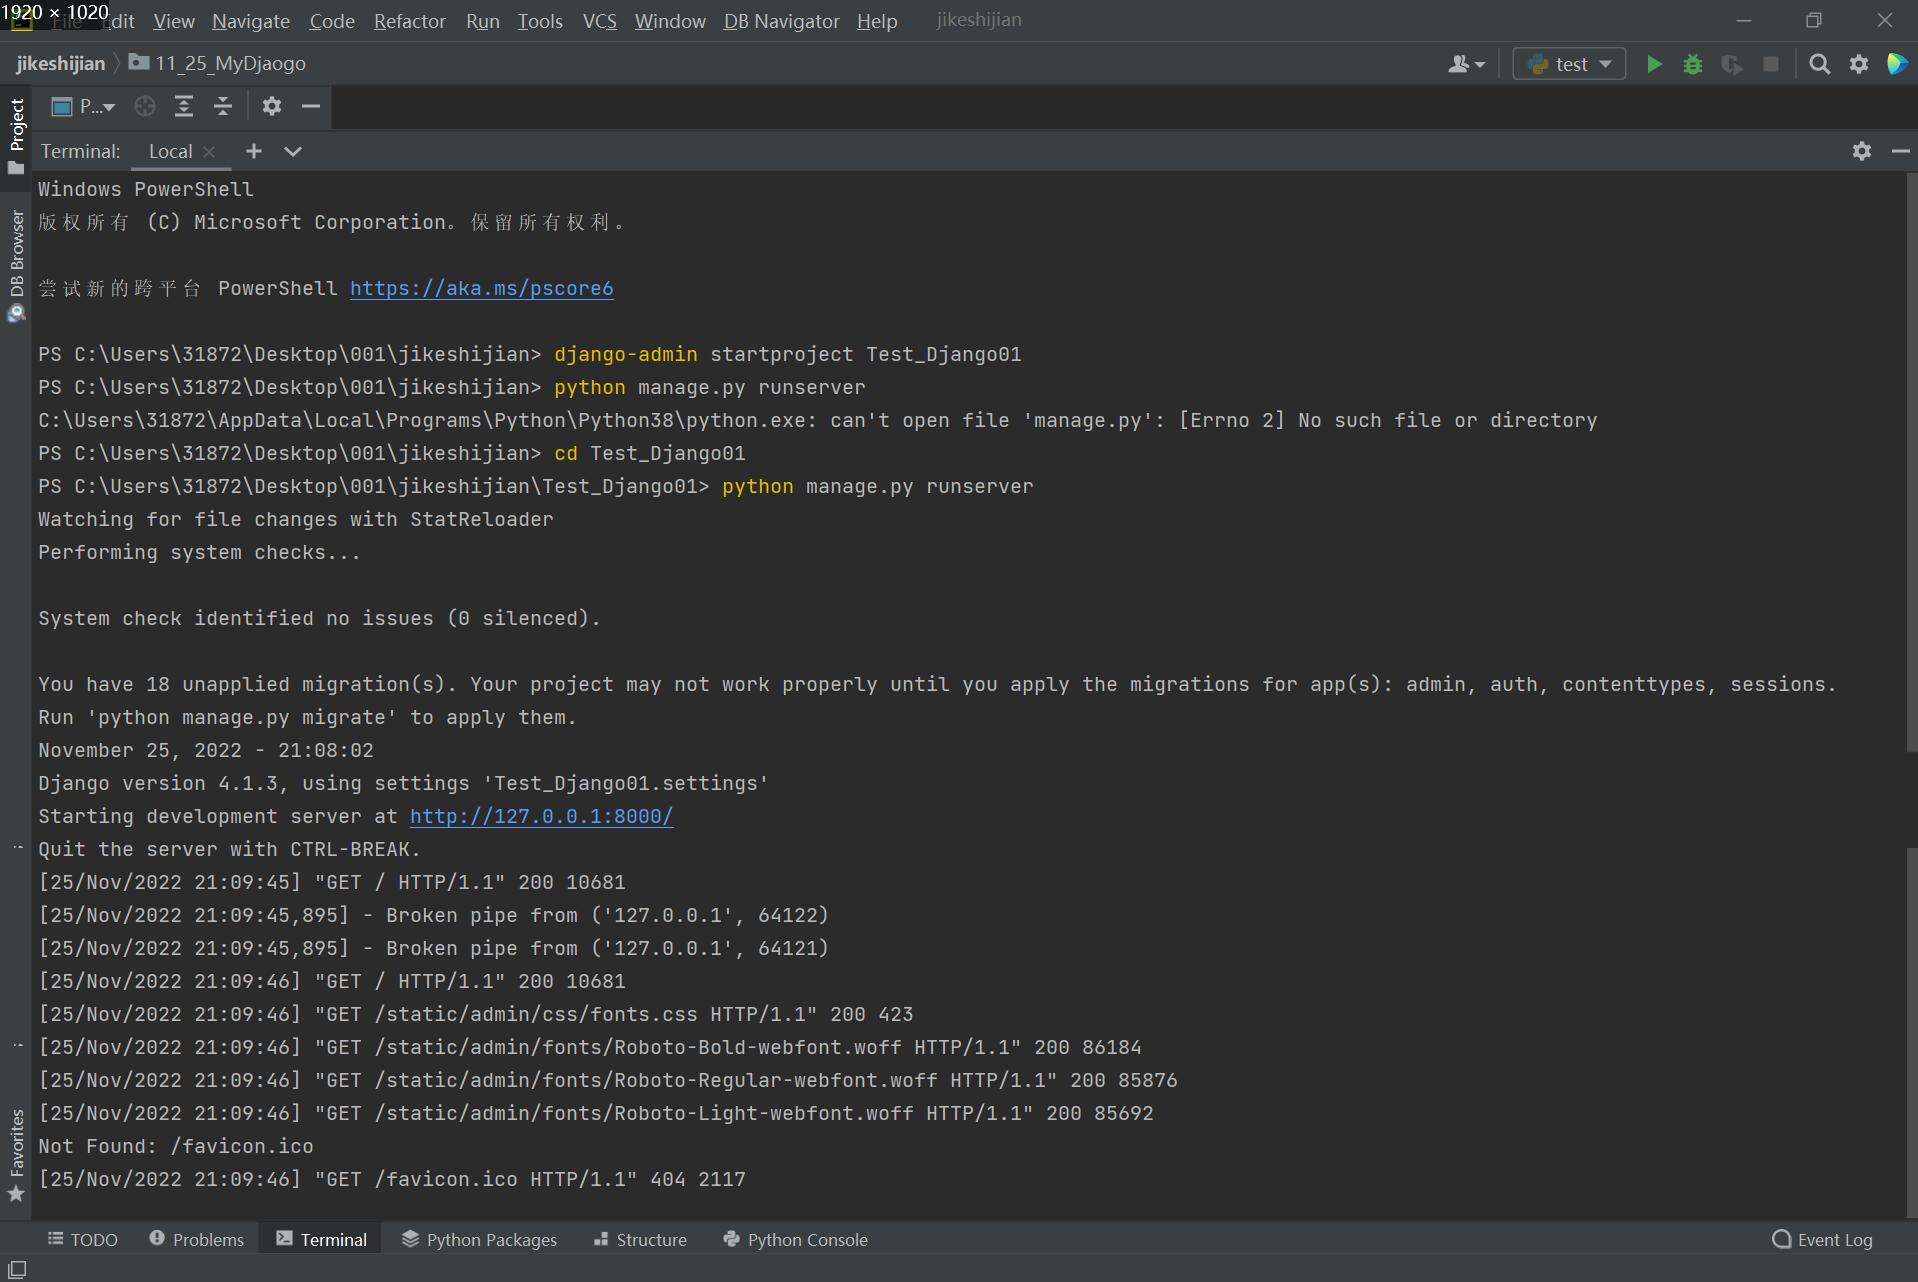 1920 × 1020
File Edit View Navigate Code Refactor Run Tools VCS Window DB Navigator Help jikeshijian
jikeshijian 11_25_MyDjaogo test
P...
Project
DB Browser
Favorites
Terminal: Local
Windows PowerShell
版权所有 (C) Microsoft Corporation。保留所有权利。
尝试新的跨平台 PowerShell https://aka.ms/pscore6
PS C:\Users\31872\Desktop\001\jikeshijian> django-admin startproject Test_Django01
PS C:\Users\31872\Desktop\001\jikeshijian> python manage.py runserver
C:\Users\31872\AppData\Local\Programs\Python\Python38\python.exe: can't open file 'manage.py': [Errno 2] No such file or directory
PS C:\Users\31872\Desktop\001\jikeshijian> cd Test_Django01
PS C:\Users\31872\Desktop\001\jikeshijian\Test_Django01> python manage.py runserver
Watching for file changes with StatReloader
Performing system checks...
System check identified no issues (0 silenced).
You have 18 unapplied migration(s). Your project may not work properly until you apply the migrations for app(s): admin, auth, contenttypes, sessions.
Run 'python manage.py migrate' to apply them.
November 25, 2022 - 21:08:02
Django version 4.1.3, using settings 'Test_Django01.settings'
Starting development server at http://127.0.0.1:8000/
Quit the server with CTRL-BREAK.
[25/Nov/2022 21:09:45] "GET / HTTP/1.1" 200 10681
[25/Nov/2022 21:09:45,895] - Broken pipe from ('127.0.0.1', 64122)
[25/Nov/2022 21:09:45,895] - Broken pipe from ('127.0.0.1', 64121)
[25/Nov/2022 21:09:46] "GET / HTTP/1.1" 200 10681
[25/Nov/2022 21:09:46] "GET /static/admin/css/fonts.css HTTP/1.1" 200 423
[25/Nov/2022 21:09:46] "GET /static/admin/fonts/Roboto-Bold-webfont.woff HTTP/1.1" 200 86184
[25/Nov/2022 21:09:46] "GET /static/admin/fonts/Roboto-Regular-webfont.woff HTTP/1.1" 200 85876
[25/Nov/2022 21:09:46] "GET /static/admin/fonts/Roboto-Light-webfont.woff HTTP/1.1" 200 85692
Not Found: /favicon.ico
[25/Nov/2022 21:09:46] "GET /favicon.ico HTTP/1.1" 404 2117
TODO Problems Terminal Python Packages Structure Python Console Event Log